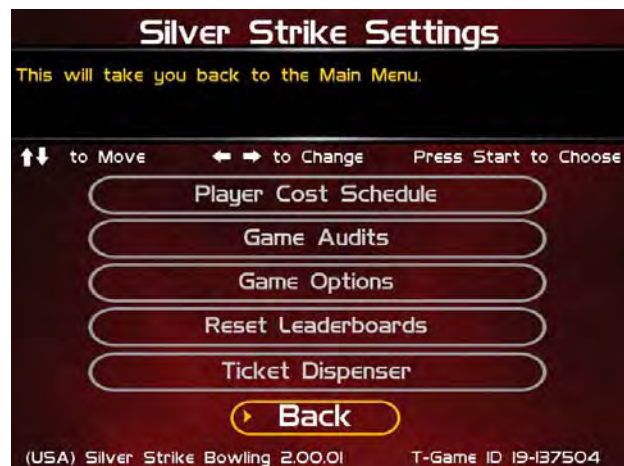 Silver Strike Settings
This will take you back to the Main Menu.
to Move to Change Press Start to Choose
Player Cost Schedule
Game Audits
Game Options
Reset Leaderboards
Ticket Dispenser
Back
(USA) Silver Strike Bowling 2.00.01 T-Game ID 19-137504